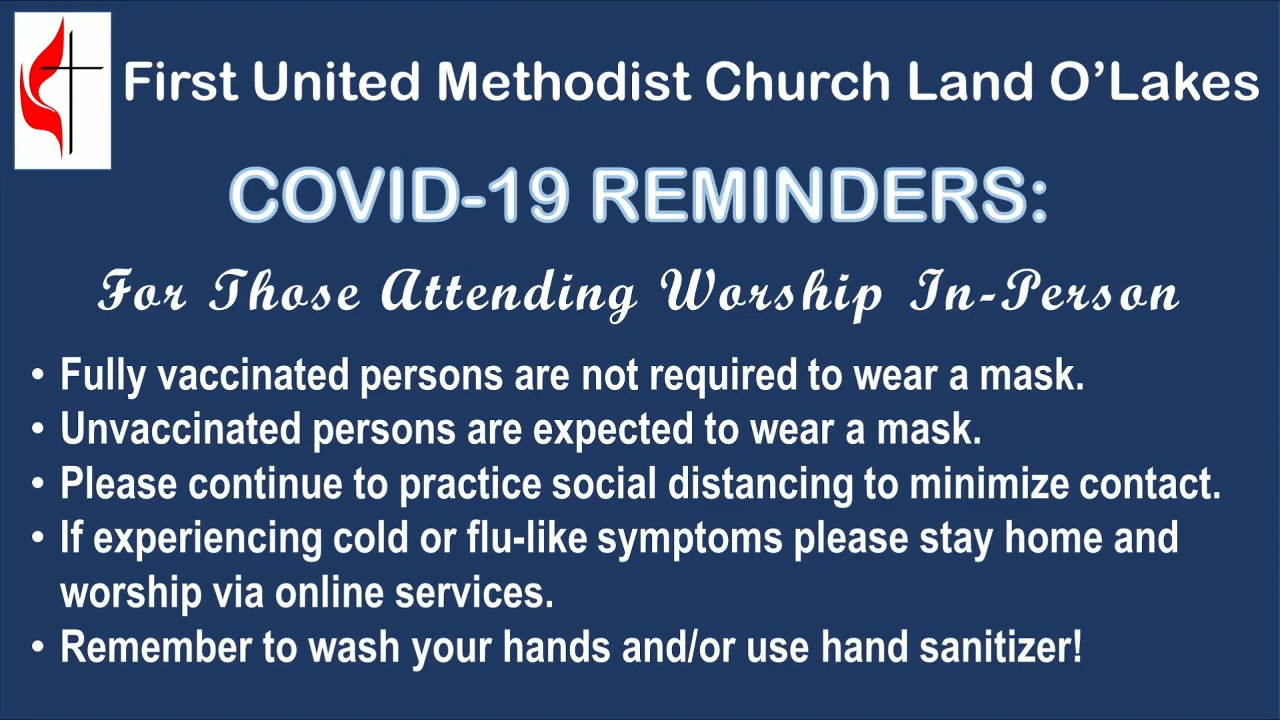 First United Methodist Church Land O’Lakes
COVID-19 REMINDERS:
For Those Attending Worship In-Person
• Fully vaccinated persons are not required to wear a mask.
• Unvaccinated persons are expected to wear a mask.
• Please continue to practice social distancing to minimize contact.
• If experiencing cold or flu-like symptoms please stay home and
worship via online services.
• Remember to wash your hands and/or use hand sanitizer!